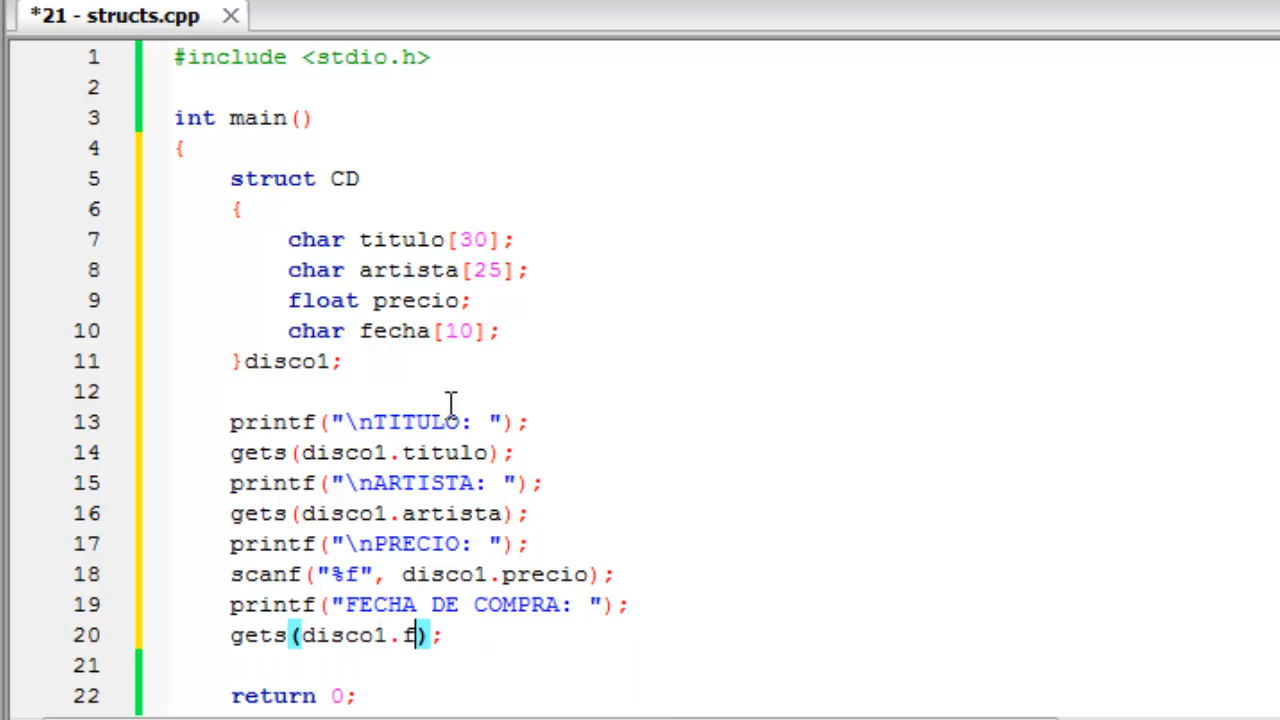 *21 - structs.cpp
1 #include <stdio.h>
2
3 int main()
4 {
5 struct CD
6 {
7 char titulo[30];
8 char artista[25];
9 float precio;
10 char fecha[10];
11 }disco1;
12
13 printf("\nTITULO: ");
14 gets(disco1.titulo);
15 printf("\nARTISTA: ");
16 gets(disco1.artista);
17 printf("\nPRECIO: ");
18 scanf("%f", disco1.precio);
19 printf("FECHA DE COMPRA: ");
20 gets(disco1.f);
21
22 return 0;